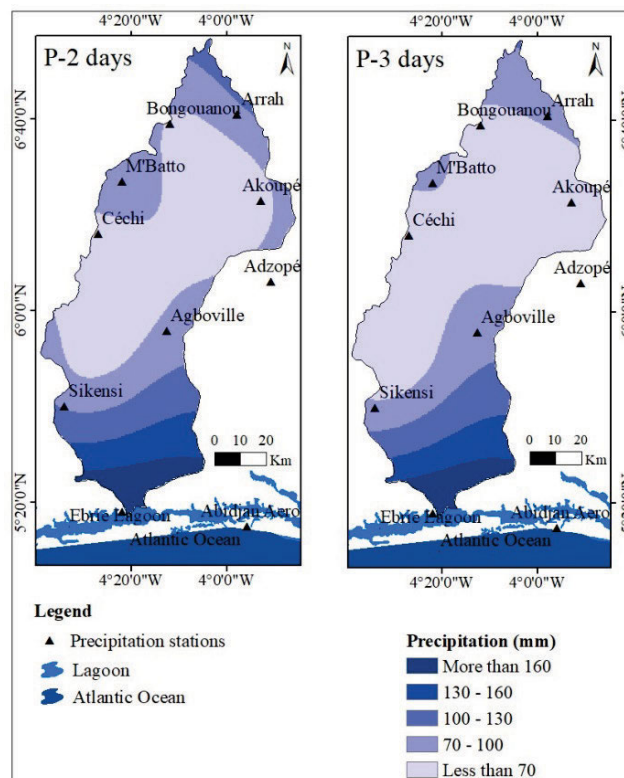 4°20'0"W 4°0'0"W
P-2 days
N
Bongouanou
Arrah
6°40'0"N
M'Batto
Akoupé
Céchi
Adzopé
6°0'0"N
Agboville
Sikensi
0 10 20
Km
5°20'0"N
Ebrié Lagoon
Abidjan Aero
Atlantic Ocean
4°20'0"W 4°0'0"W
4°20'0"W 4°0'0"W
P-3 days
N
Bongouanou
Arrah
M'Batto
Akoupé
Céchi
Adzopé
Agboville
Sikensi
0 10 20
Km
Ebrié Lagoon
Abidjan Aero
Atlantic Ocean
4°20'0"W 4°0'0"W
Legend
Precipitation stations
Lagoon
Atlantic Ocean
Precipitation (mm)
More than 160
130 - 160
100 - 130
70 - 100
Less than 70